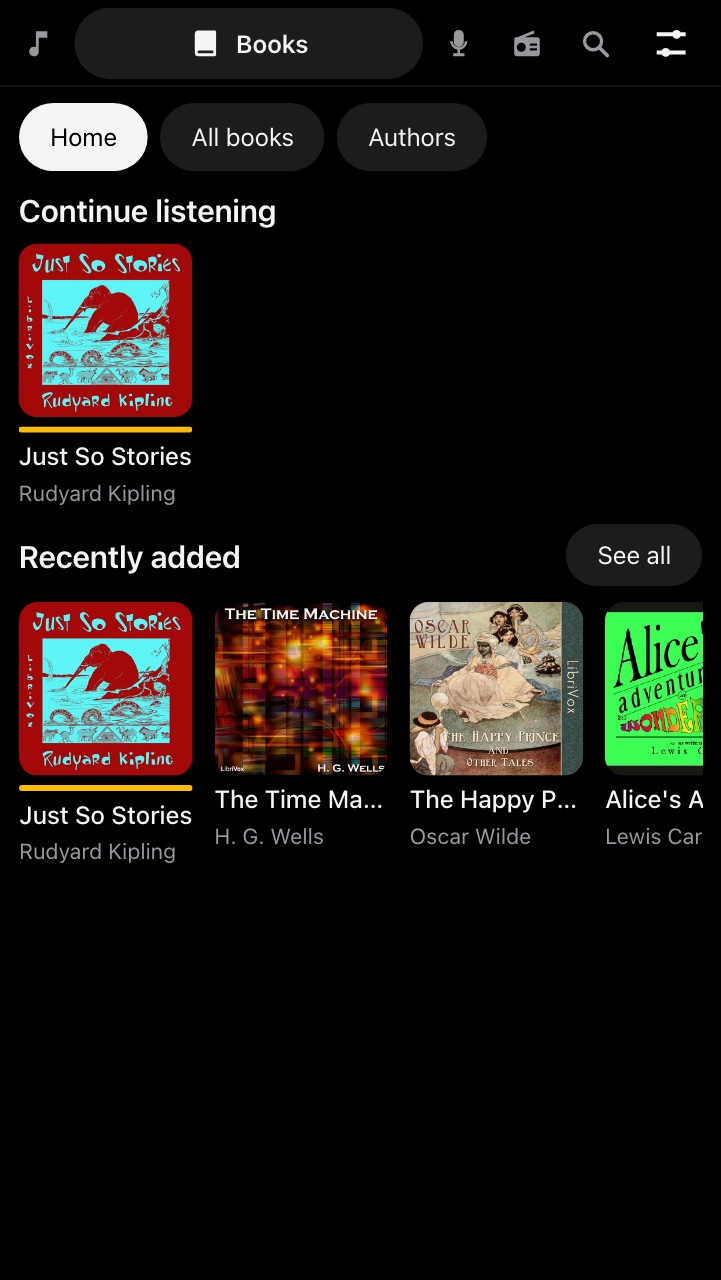 Books
Home
All books
Authors
Continue listening
Just So Stories
LibriVox
Rudyard Kipling
Just So Stories
Rudyard Kipling
Recently added
See all
Just So Stories
LibriVox
Rudyard Kipling
Just So Stories
Rudyard Kipling
The Time Machine
LibriVox
H. G. Wells
The Time Ma...
H. G. Wells
Oscar
Wilde
LibriVox
The Happy Prince
and
Other Tales
The Happy P...
Oscar Wilde
Alice'
adventur
Lewis C
Alice's A
Lewis Car